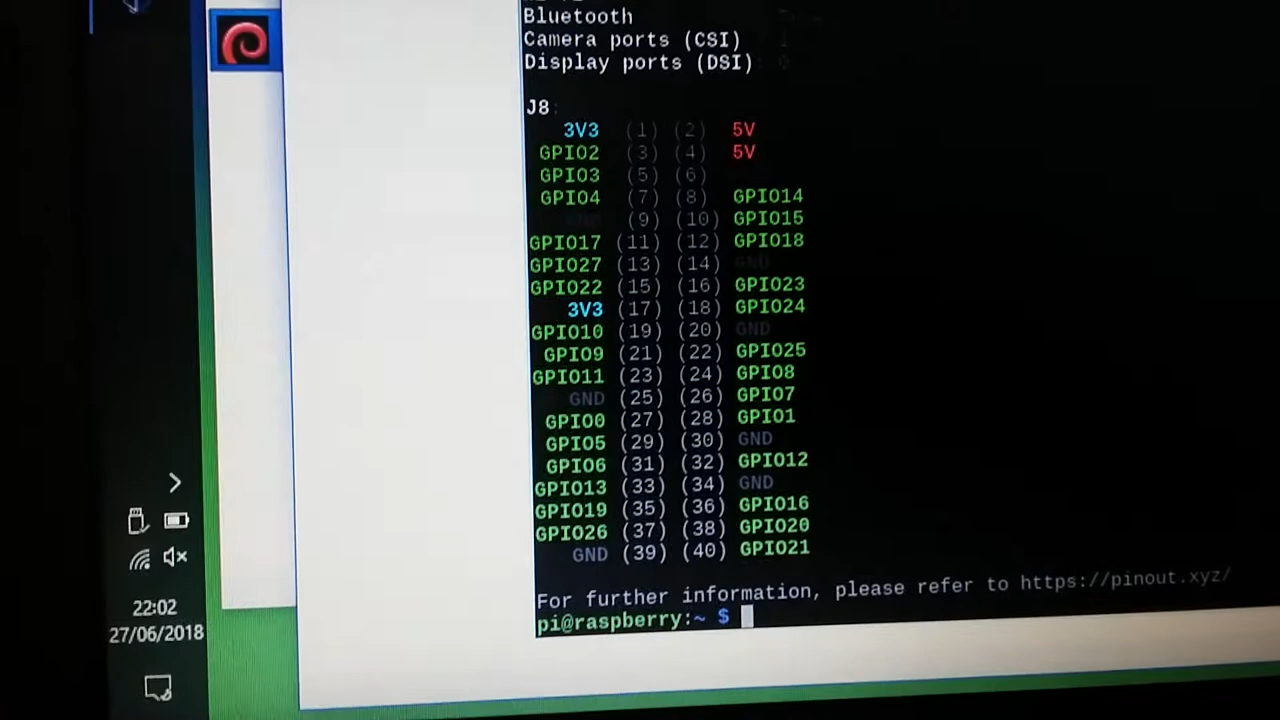 Bluetooth
Camera ports (CSI)
Display ports (DSI): 0
J8:
3V3 (1) (2) 5V
GPIO2 (3) (4) 5V
GPIO3 (5) (6)
GPIO4 (7) (8) GPIO14
(9) (10) GPIO15
GPIO17 (11) (12) GPIO18
GPIO27 (13) (14) GND
GPIO22 (15) (16) GPIO23
3V3 (17) (18) GPIO24
GPIO10 (19) (20) GND
GPIO9 (21) (22) GPIO25
GPIO11 (23) (24) GPIO8
GND (25) (26) GPIO7
GPIO0 (27) (28) GPIO1
GPIO5 (29) (30) GND
GPIO6 (31) (32) GPIO12
GPIO13 (33) (34) GND
GPIO19 (35) (36) GPIO16
GPIO26 (37) (38) GPIO20
GND (39) (40) GPIO21
For further information, please refer to https://pinout.xyz/
pi@raspberry:~ $
22:02
27/06/2018